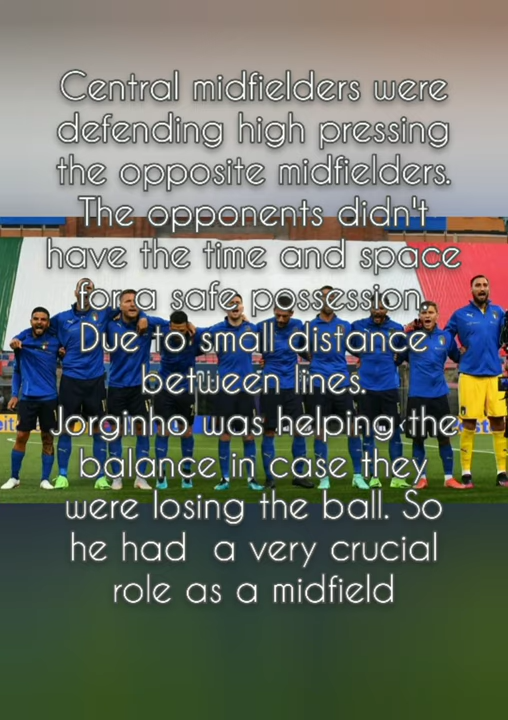 Central midfielders were
defending high pressing
the opposite midfielders.
The opponents didn't
have the time and space
for a safe possession.
Due to small distance
between lines.
Jorginho was helping the
balance in case they
were losing the ball. So
he had a very crucial
role as a midfield